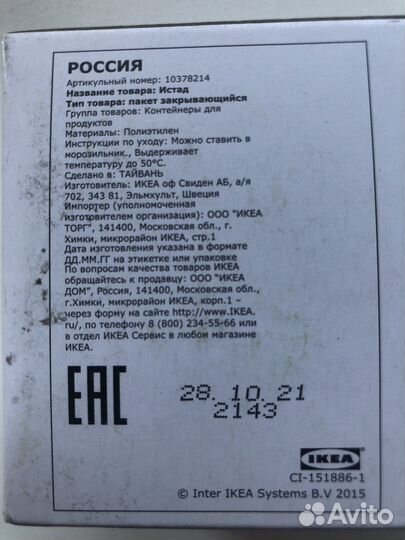 РОССИЯ
Артикульный номер: 10378214
Название товара: Истад
Тип товара: пакет закрывающийся
Группа товаров: Контейнеры для
продуктов
Материалы: Полиэтилен
Инструкции по уходу: Можно ставить в
морозильник., Выдерживает
температуру до 50°C.
Сделано в: ТАЙВАНЬ
Изготовитель: ИКЕА оф Свиден АБ, а/я
702, 343 81, Эльмхульт, Швеция
Импортер (уполномоченная
изготовителем организация): ООО "ИКЕА
ТОРГ", 141400, Московская обл., г.
Химки, микрорайон ИКЕА, стр.1
Дата изготовления указана в формате
ДД.ММ.ГГ на этикетке или упаковке
По вопросам качества товаров ИКЕА
обращайтесь к продавцу: ООО "ИКЕА
ДОМ", Россия, 141400, Московская обл.,
г.Химки, микрорайон ИКЕА, корп.1 –
через форму на сайте http://www.IKEA.
ru/, по телефону 8 (800) 234-55-66 или в
отделе ИКЕА Сервис в любом магазине
ИКЕА.
EAC
28. 10. 21
2143
IKEA
CI-151886-1
© Inter IKEA Systems B.V 2015
Avito